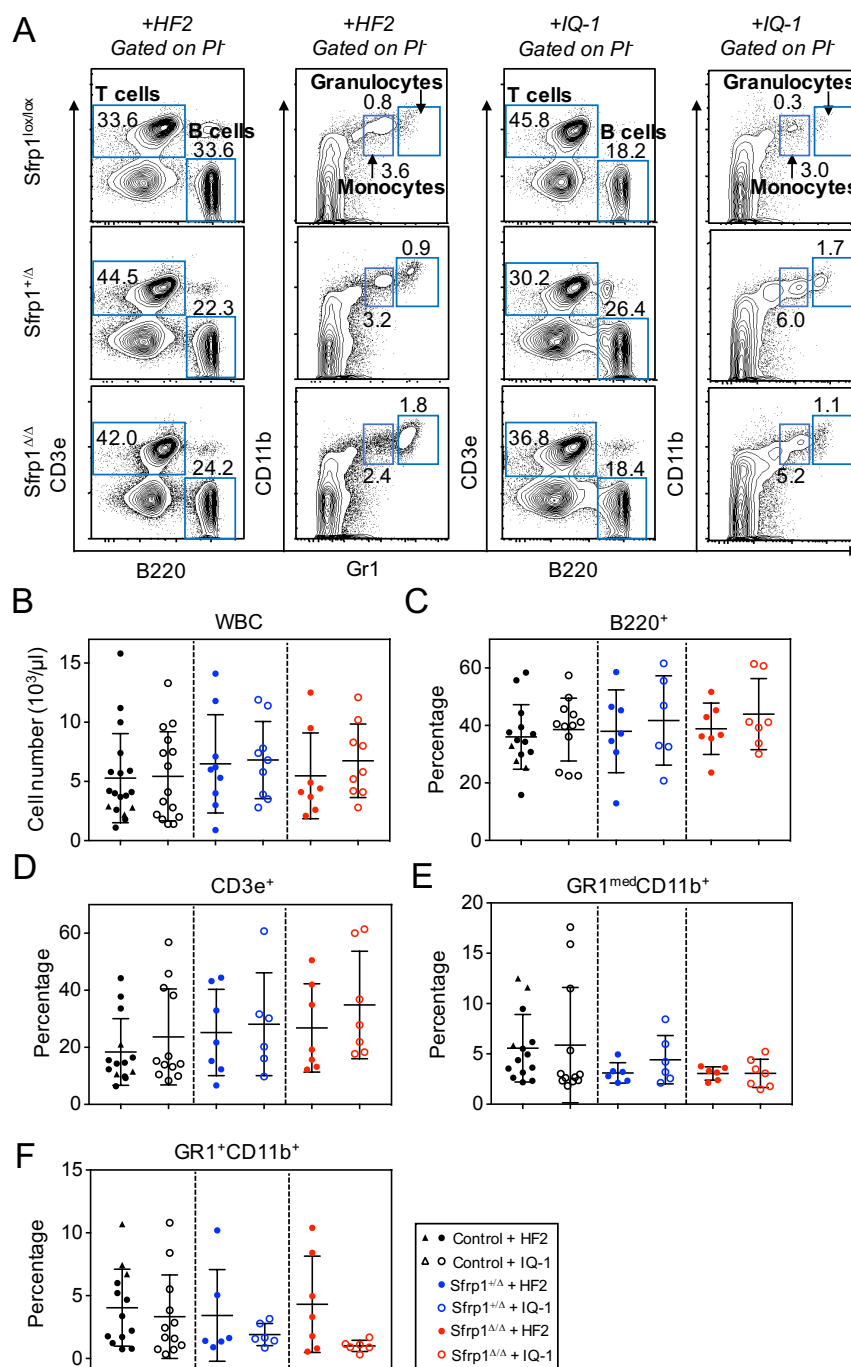 A
+HF2
Gated on PI-
+HF2
Gated on PI-
+IQ-1
Gated on PI-
+IQ-1
Gated on PI-
Sfrp1lox/lox
T cells
33.6
B cells
33.6
Granulocytes
0.8
3.6
Monocytes
T cells
45.8
B cells
18.2
Granulocytes
0.3
3.0
Monocytes
Sfrp1+/Δ
44.5
22.3
0.9
3.2
30.2
26.4
1.7
6.0
Sfrp1Δ/Δ
CD3e
42.0
24.2
CD11b
1.8
2.4
CD3e
36.8
18.4
CD11b
1.1
5.2
B220
Gr1
B220
B
WBC
Cell number (10³/µl)
15
10
5
0
C
B220+
Percentage
60
40
20
0
D
CD3e+
Percentage
60
40
20
0
E
GR1medCD11b+
Percentage
20
15
10
5
0
F
GR1+CD11b+
Percentage
15
10
5
0
▲ ● Control + HF2
△ ○ Control + IQ-1
● Sfrp1+/Δ + HF2
○ Sfrp1+/Δ + IQ-1
● Sfrp1Δ/Δ + HF2
○ Sfrp1Δ/Δ + IQ-1